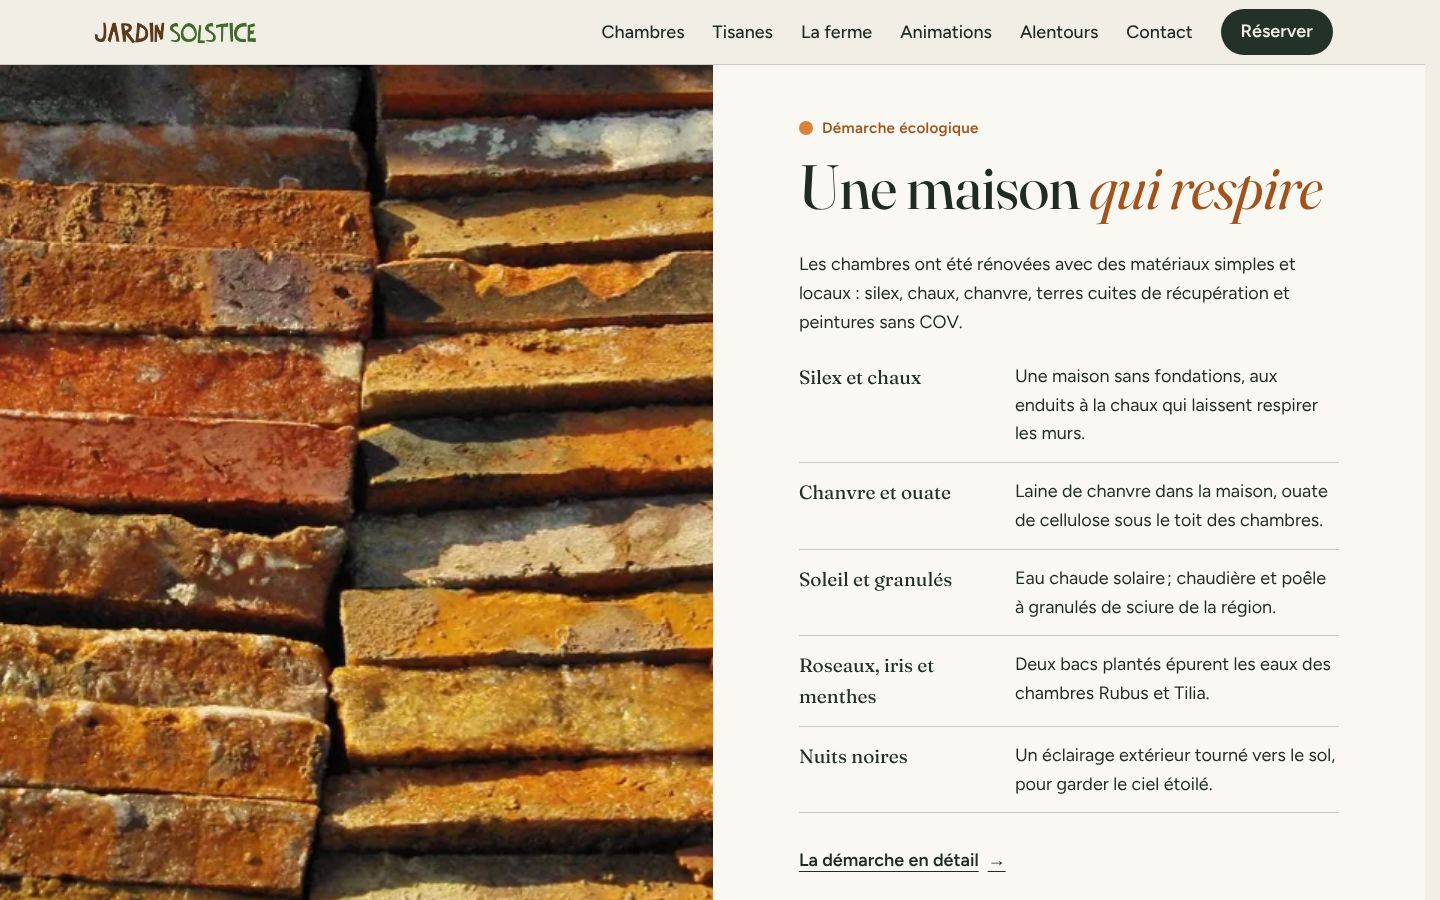 JARDIN SOLSTICE
Chambres Tisanes La ferme Animations Alentours Contact Réserver
Démarche écologique
Une maison qui respire
Les chambres ont été rénovées avec des matériaux simples et
locaux : silex, chaux, chanvre, terres cuites de récupération et
peintures sans COV.
Silex et chaux
Une maison sans fondations, aux
enduits à la chaux qui laissent respirer
les murs.
Chanvre et ouate
Laine de chanvre dans la maison, ouate
de cellulose sous le toit des chambres.
Soleil et granulés
Eau chaude solaire ; chaudière et poêle
à granulés de sciure de la région.
Roseaux, iris et
menthes
Deux bacs plantés épurent les eaux des
chambres Rubus et Tilia.
Nuits noires
Un éclairage extérieur tourné vers le sol,
pour garder le ciel étoilé.
La démarche en détail →